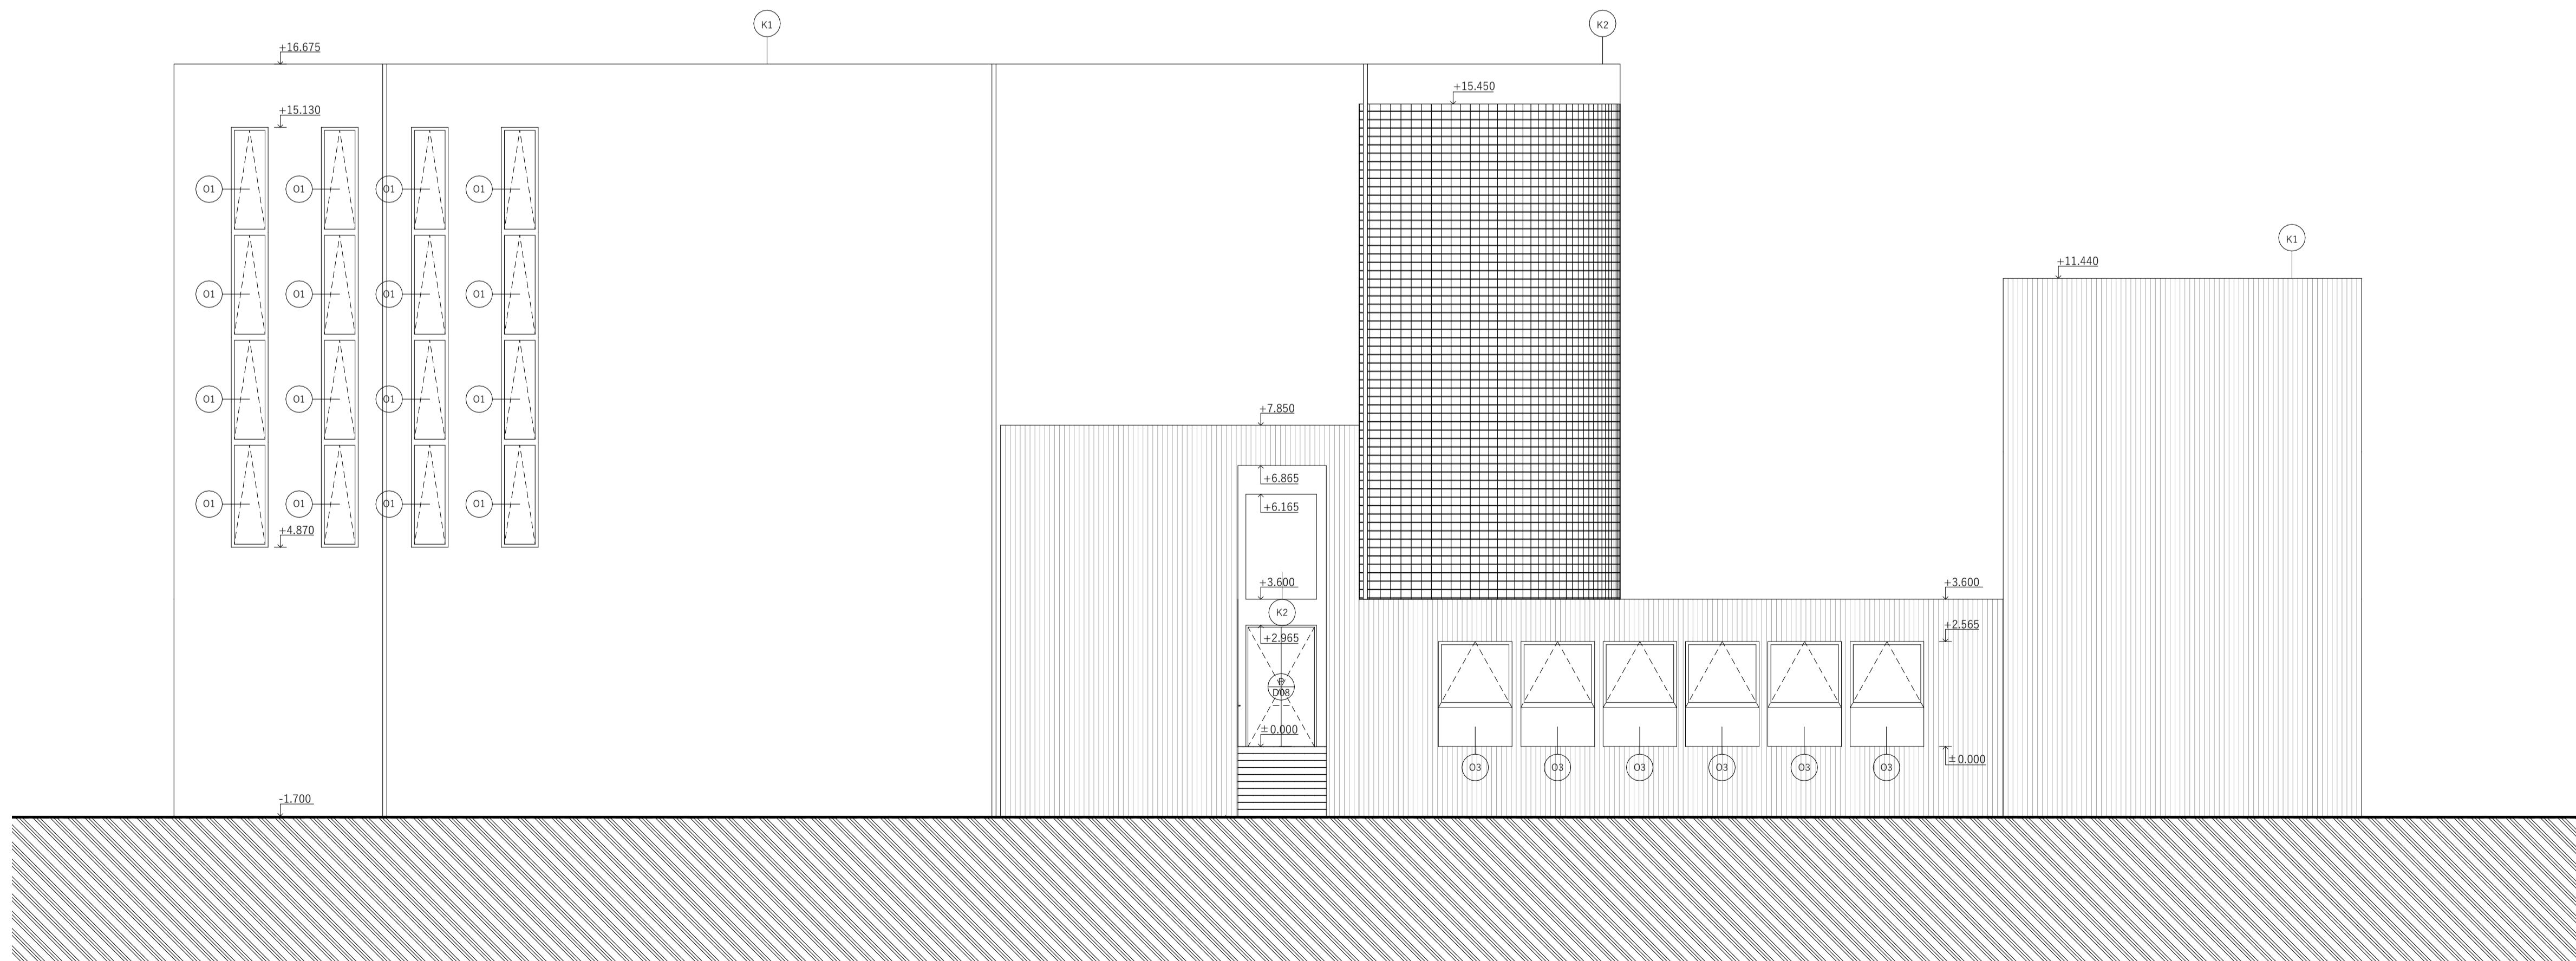 K1
K2
+16.675
+15.450
+15.130
O1 O1 O1 O1
K1
+11.440
O1 O1 O1 O1
O1 O1 O1 O1
+7.850
+6.865
O1 O1 O1 O1
+6.165
+4.870
+3.600
+3.600
K2
+2.565
+2.965
D08
±0.000
±0.000
O3 O3 O3 O3 O3 O3
-1.700